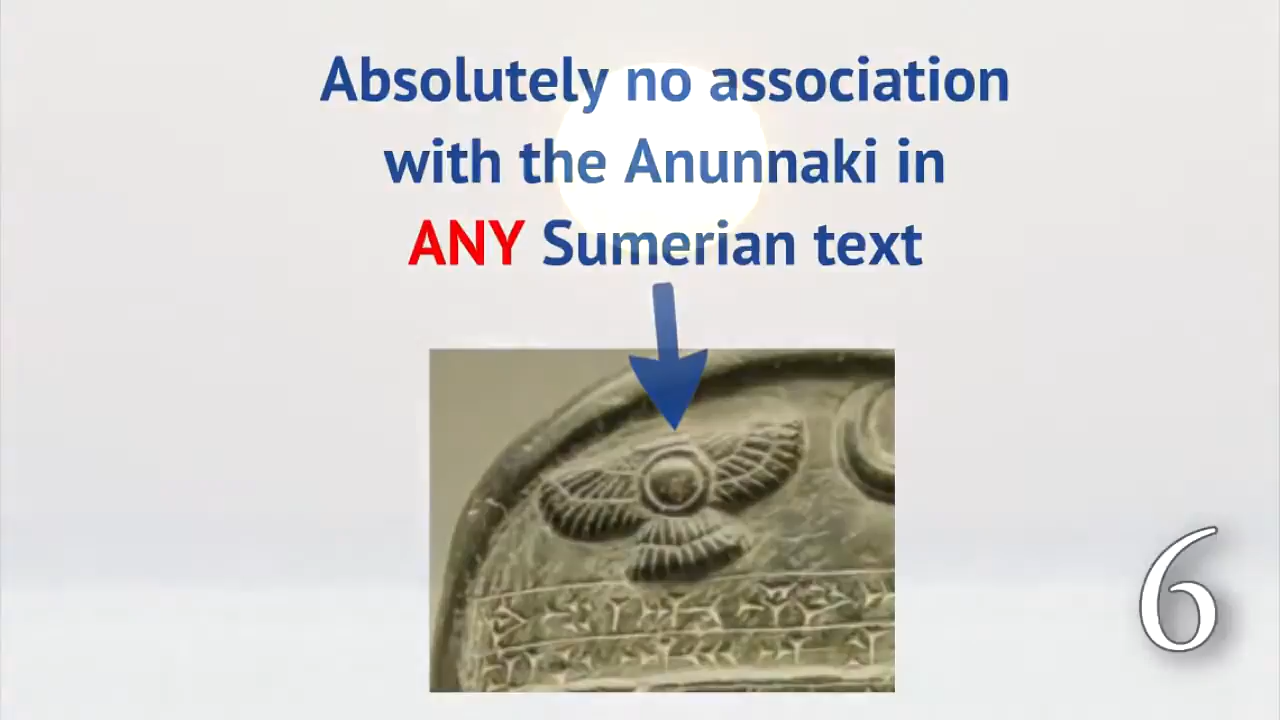 Absolutely no association
with the Anunnaki in
ANY Sumerian text
6